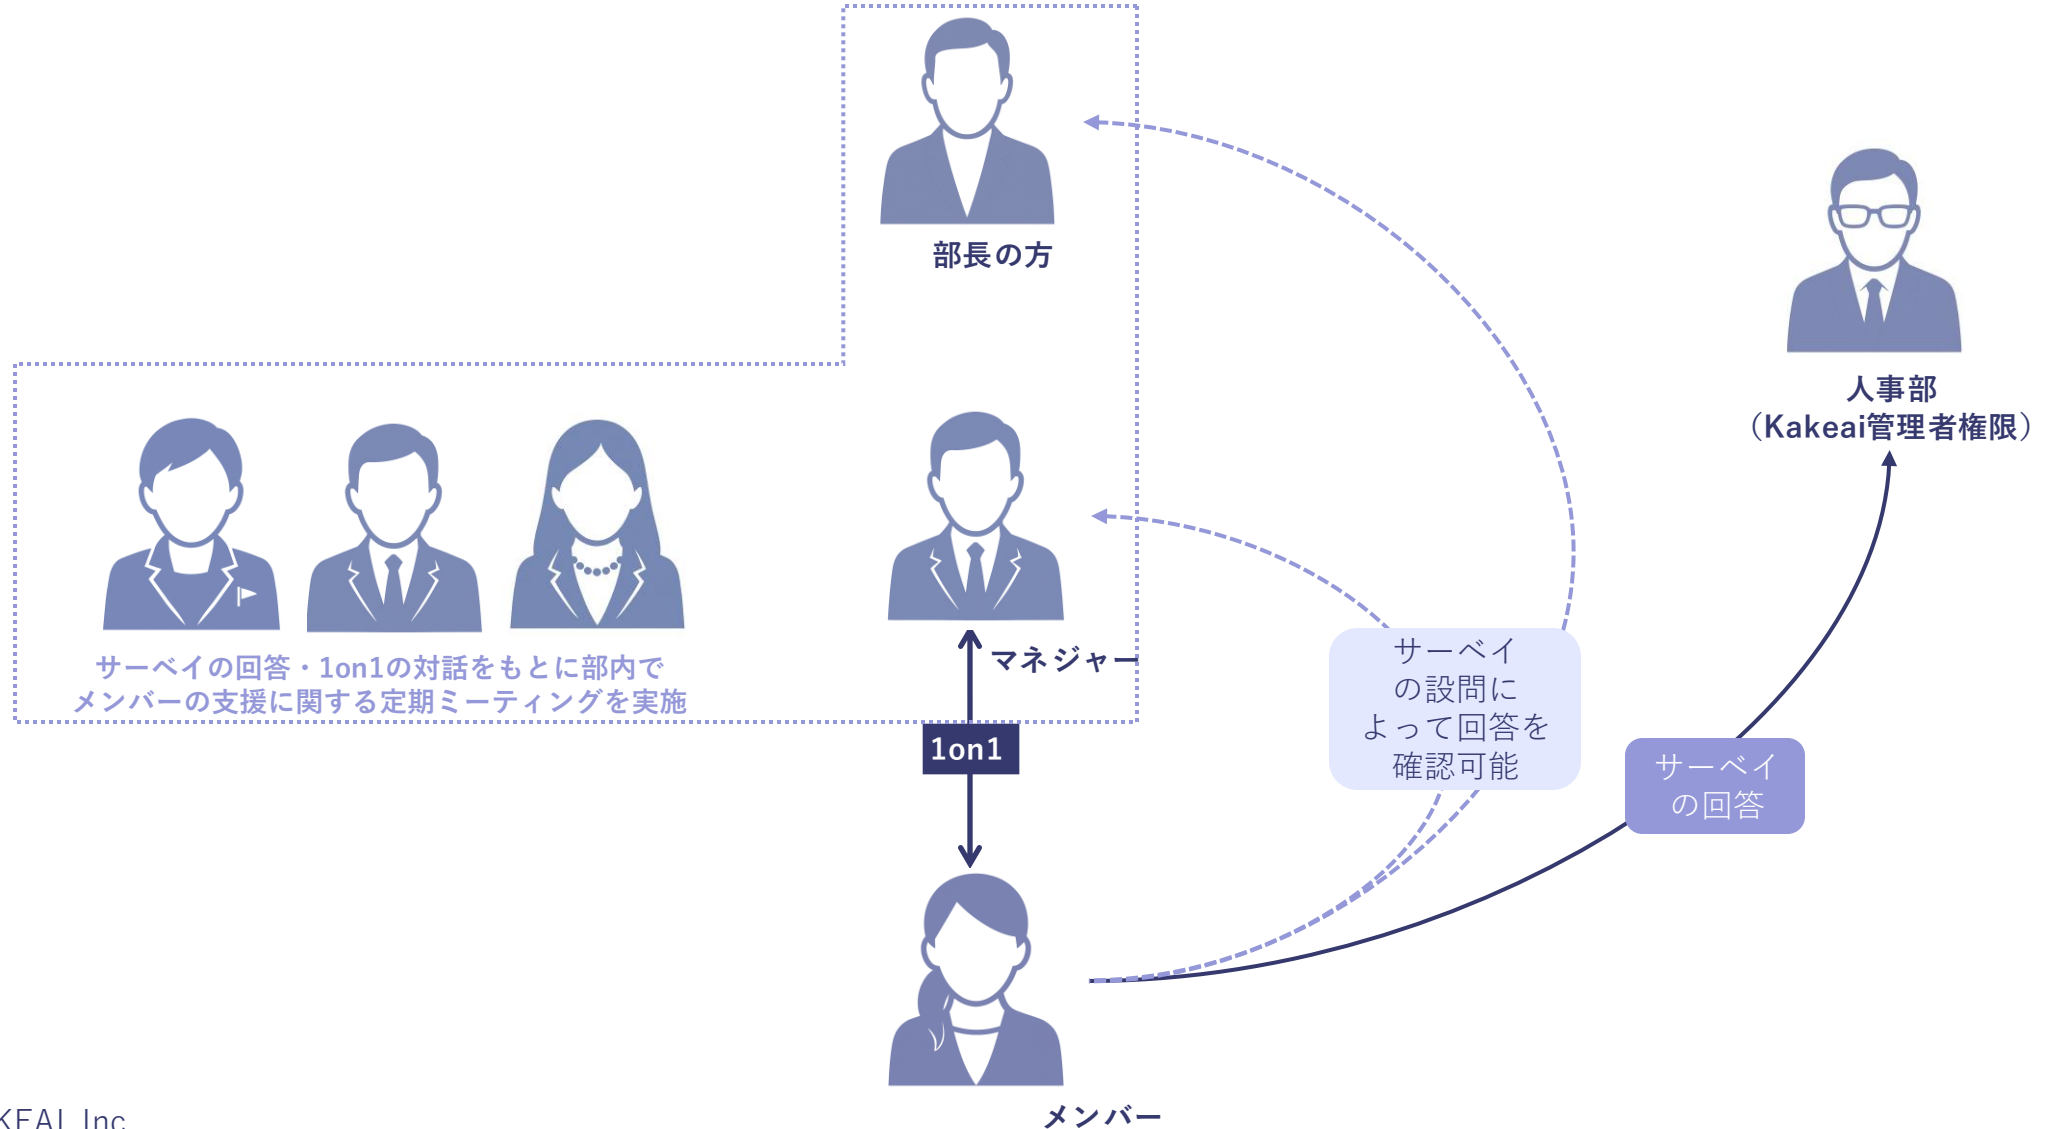 部長の方
人事部
（Kakeai管理者権限）
サーベイの回答・1on1の対話をもとに部内で
メンバーの支援に関する定期ミーティングを実施
マネジャー
サーベイ
の設問に
よって回答を
確認可能
1on1
サーベイ
の回答
メンバー
KEAI Inc